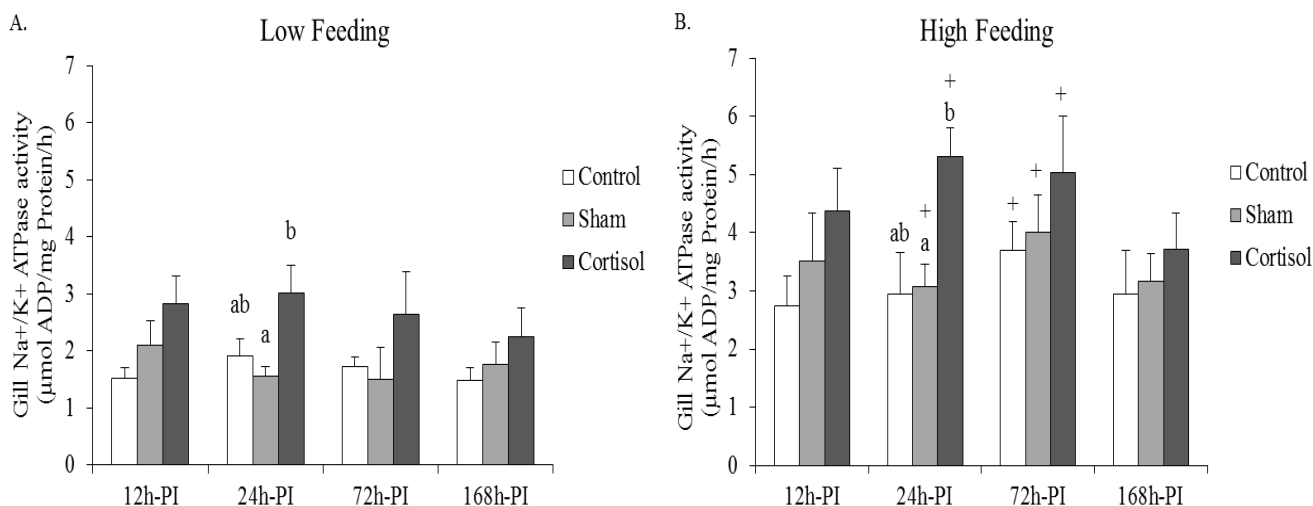 A.
Low Feeding
Gill Na+/K+ ATPase activity
(μmol ADP/mg Protein/h)
7
6
5
4
3
2
1
0
ab
a
b
12h-PI
24h-PI
72h-PI
168h-PI
Control
Sham
Cortisol
B.
High Feeding
Gill Na+/K+ ATPase activity
(μmol ADP/mg Protein/h)
7
6
5
4
3
2
1
0
ab
+
a
+
b
+
+
+
12h-PI
24h-PI
72h-PI
168h-PI
Control
Sham
Cortisol